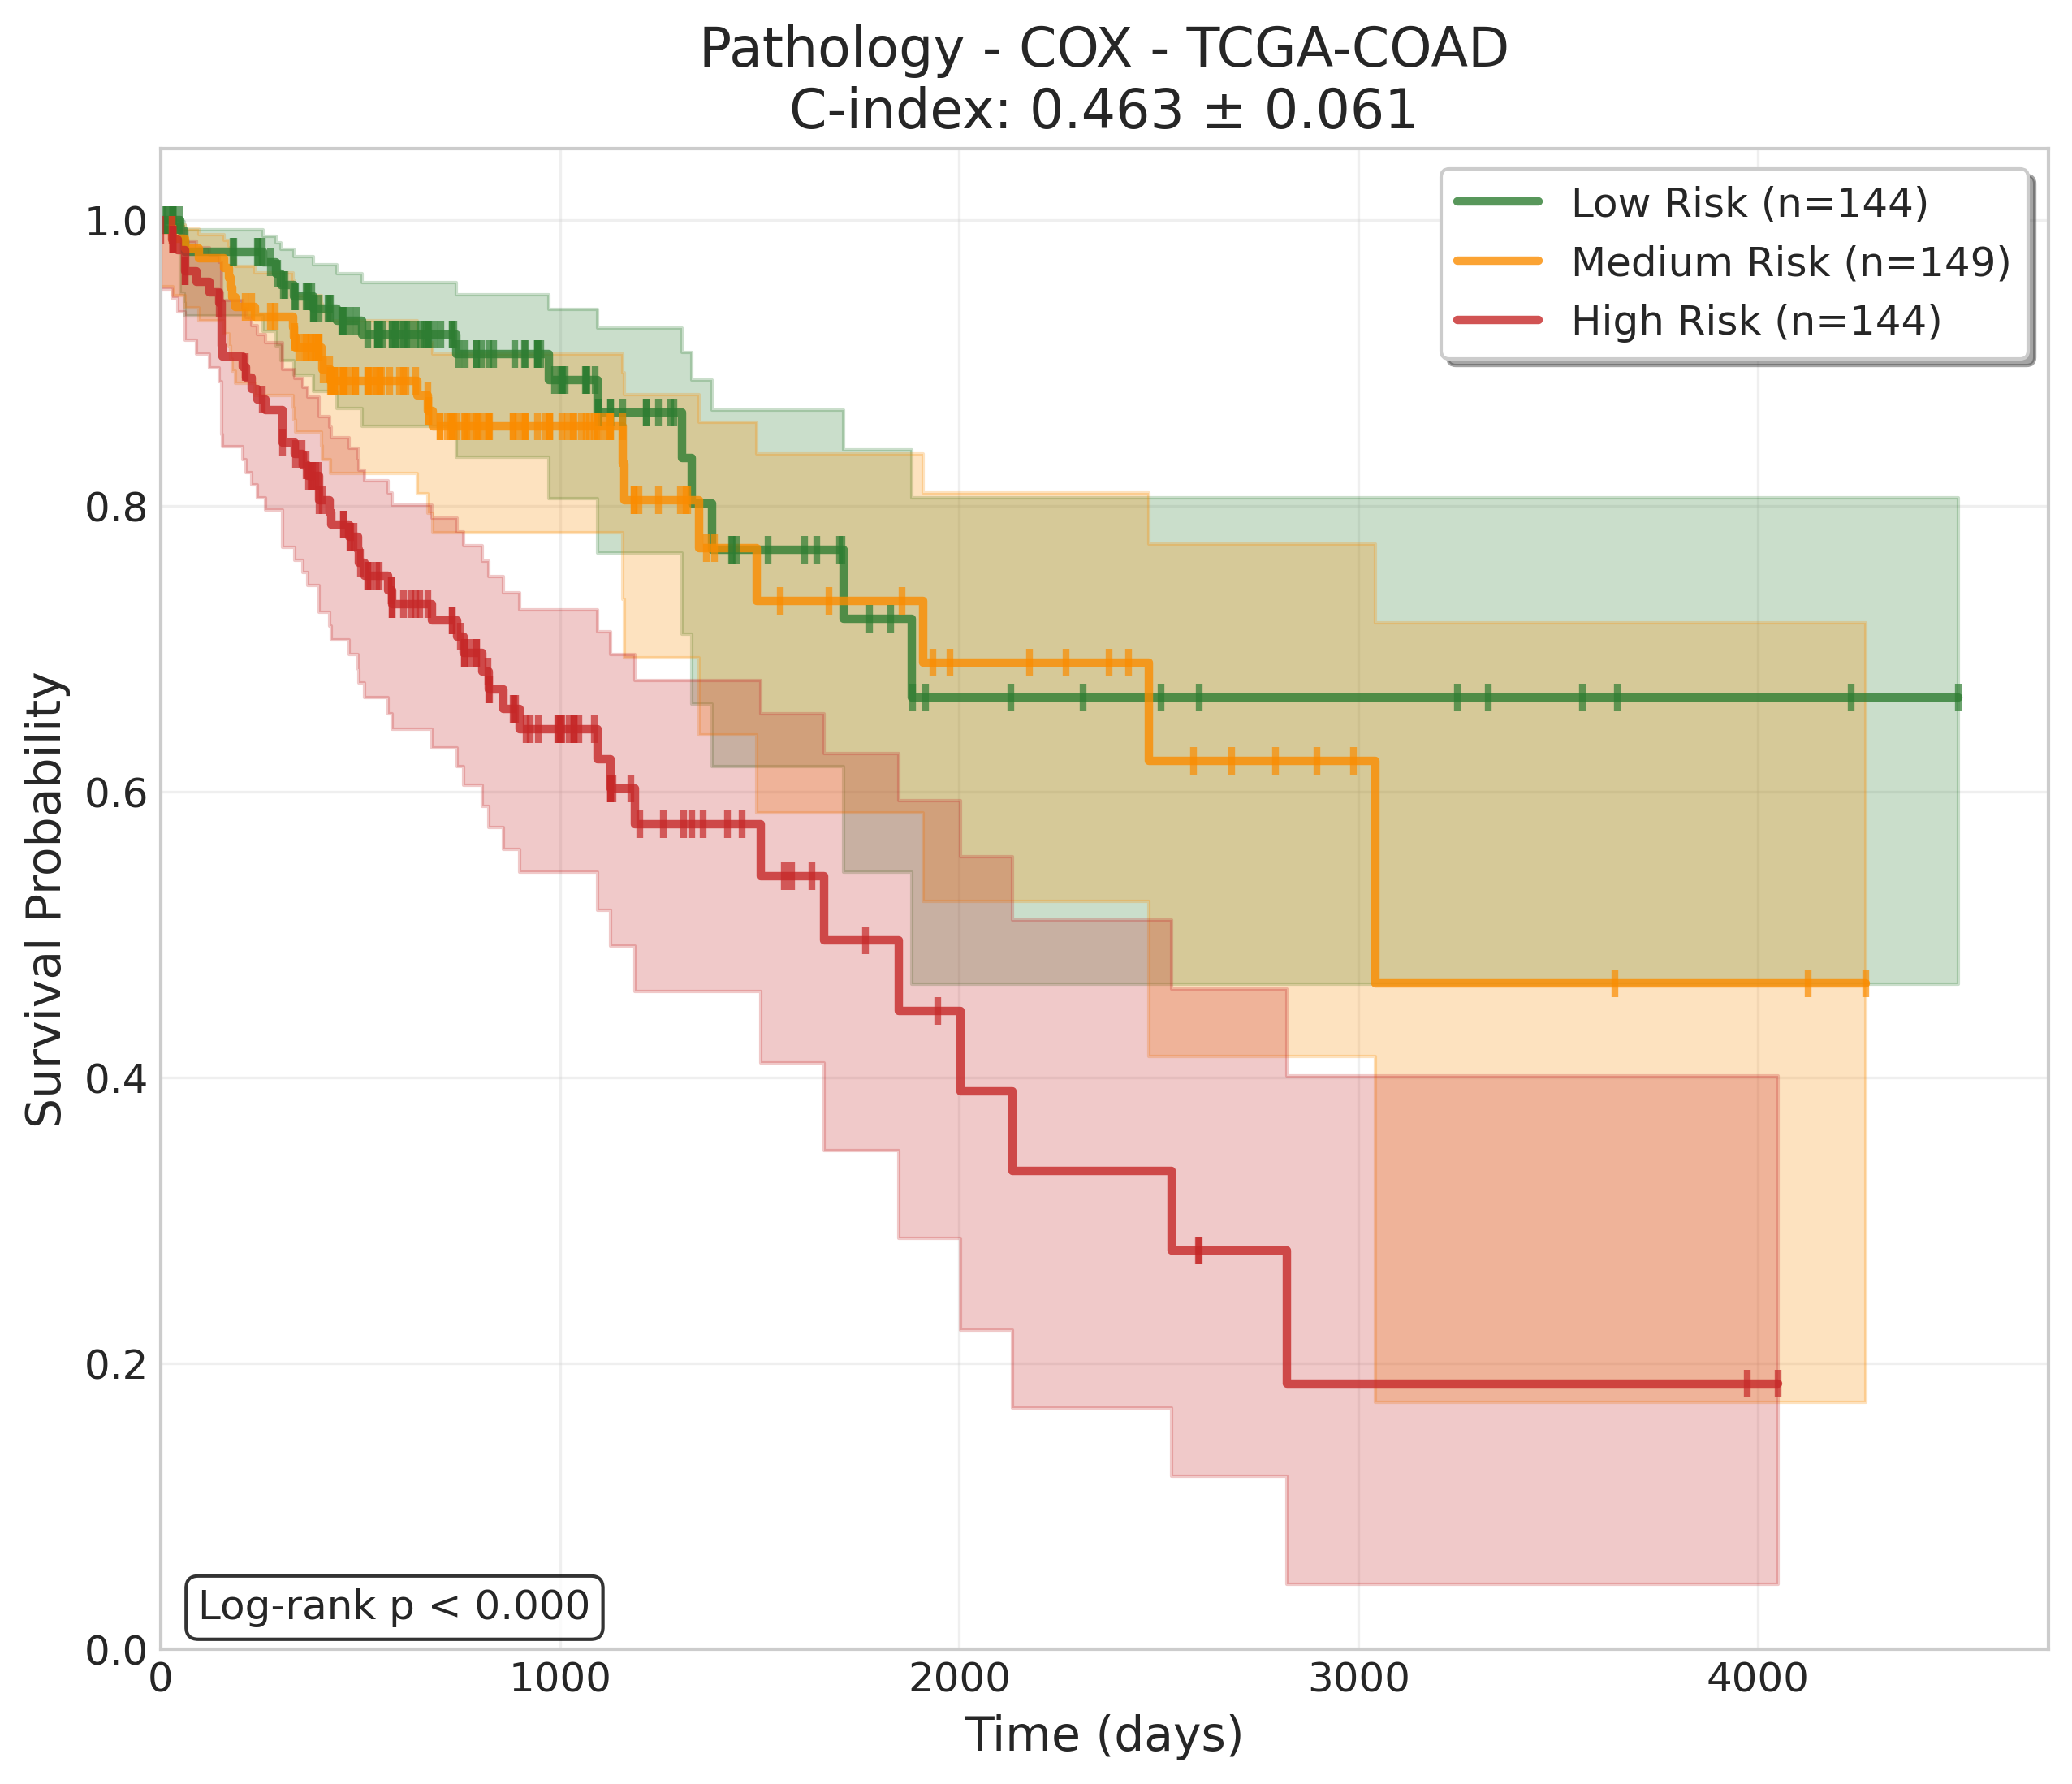 Pathology - COX - TCGA-COAD
C-index: 0.463 ± 0.061
Low Risk (n=144)
Medium Risk (n=149)
High Risk (n=144)
Survival Probability
1.0
0.8
0.6
0.4
0.2
0.0
Log-rank p < 0.000
0 1000 2000 3000 4000
Time (days)